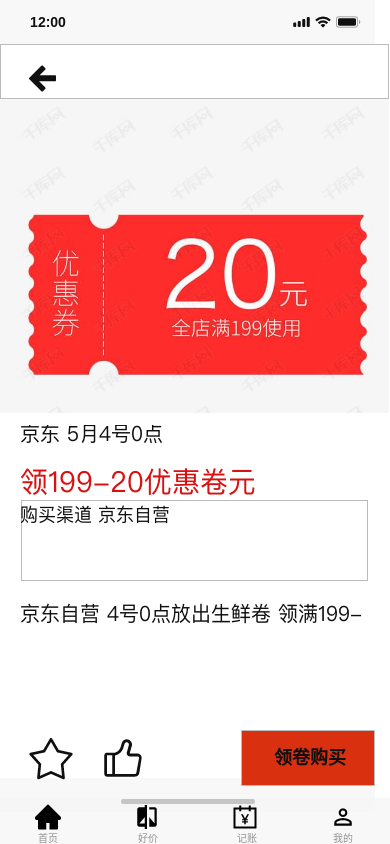 12:00
千库网
优惠券
20元
全店满199使用
京东 5月4号0点
领199-20优惠卷元
购买渠道 京东自营
京东自营 4号0点放出生鲜卷 领满199-
领卷购买
首页
好价
记账
我的